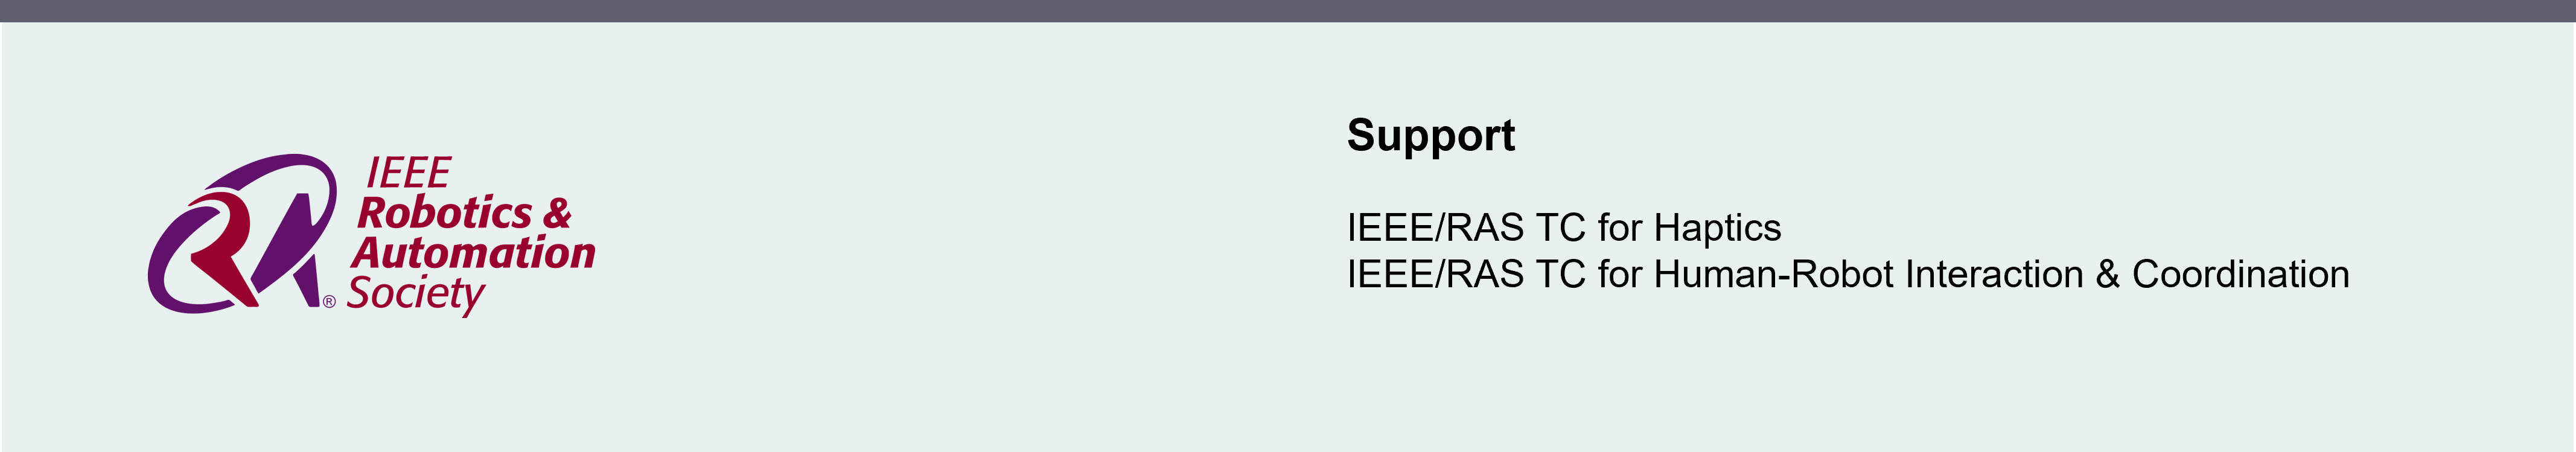 IEEE
Robotics &
Automation
Society
®
Support
IEEE/RAS TC for Haptics
IEEE/RAS TC for Human-Robot Interaction & Coordination